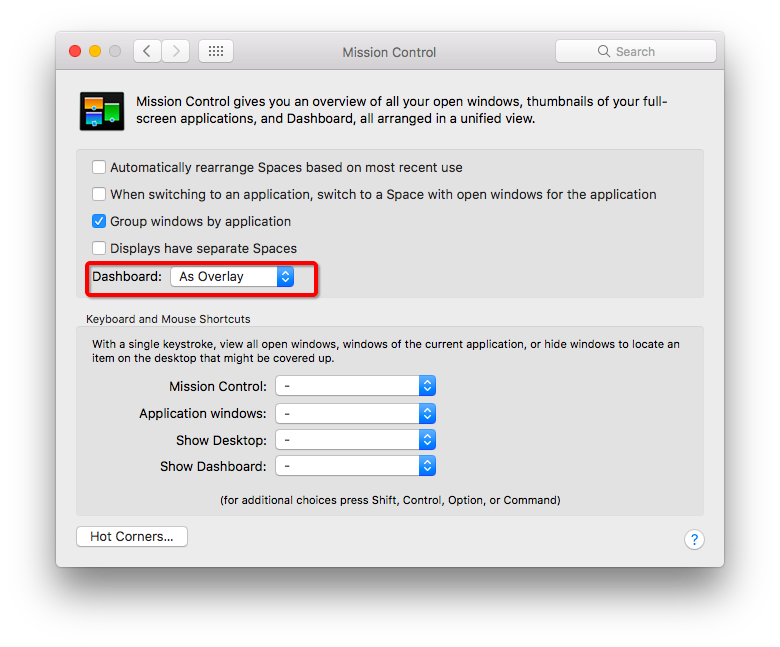 Mission Control
Search
Mission Control gives you an overview of all your open windows, thumbnails of your full-
screen applications, and Dashboard, all arranged in a unified view.
Automatically rearrange Spaces based on most recent use
When switching to an application, switch to a Space with open windows for the application
Group windows by application
Displays have separate Spaces
Dashboard: As Overlay
Keyboard and Mouse Shortcuts
With a single keystroke, view all open windows, windows of the current application, or hide windows to locate an
item on the desktop that might be covered up.
Mission Control: -
Application windows: -
Show Desktop: -
Show Dashboard: -
(for additional choices press Shift, Control, Option, or Command)
Hot Corners...
?